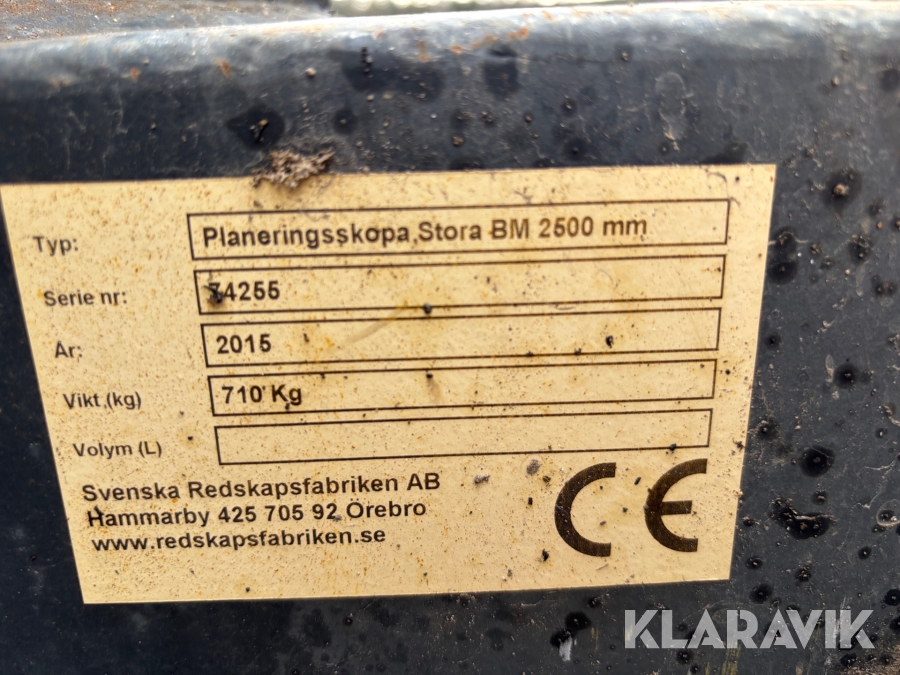 Typ: Planeringsskopa, Stora BM 2500 mm
Serie nr: 74255
År: 2015
Vikt (kg) 710 Kg
Volym (L)
Svenska Redskapsfabriken AB
Hammarby 425 705 92 Örebro
www.redskapsfabriken.se
CE
KLARAVIK